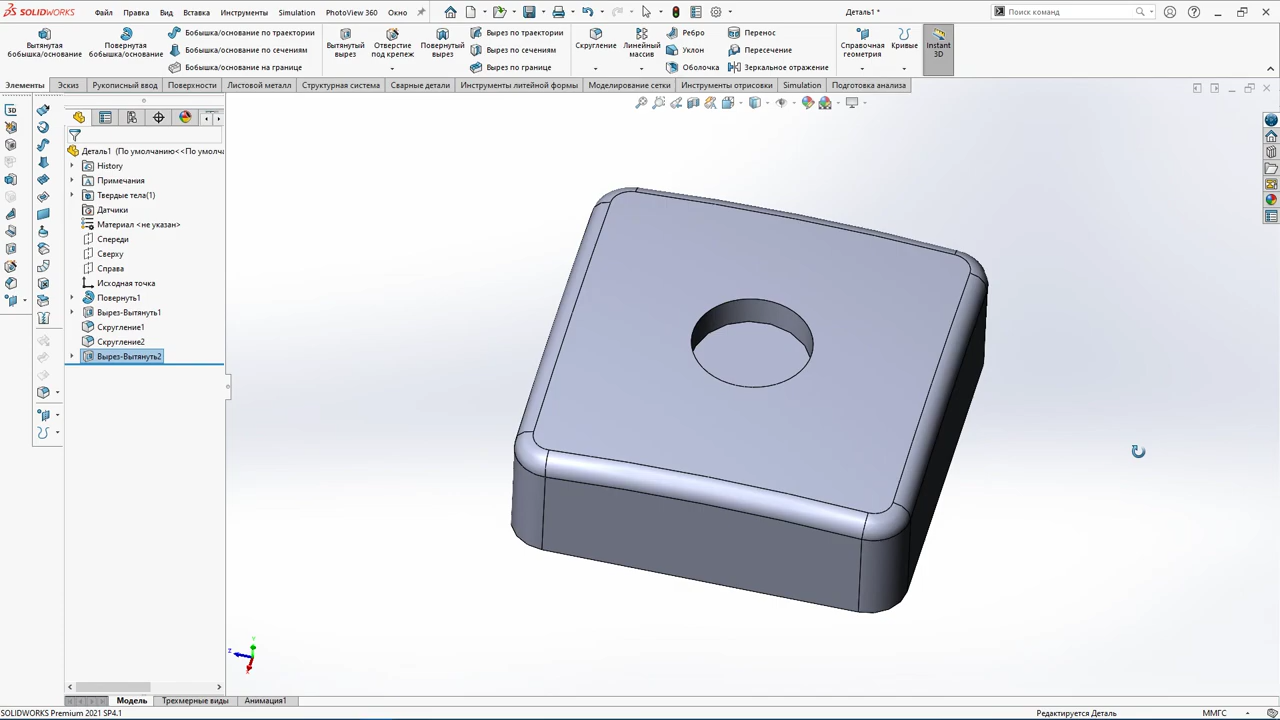 SOLIDWORKS Файл Правка Вид Вставка Инструменты Simulation PhotoView 360 Окно Деталь1 * Поиск команд
Вытянутая бобышка/основание
Повернутая бобышка/основание
Бобышка/основание по траектории
Бобышка/основание по сечениям
Бобышка/основание на границе
Вытянутый вырез
Отверстие под крепеж
Повернутый вырез
Вырез по траектории
Вырез по сечениям
Вырез по границе
Скругление
Линейный массив
Ребро
Уклон
Оболочка
Перенос
Пересечение
Зеркальное отражение
Справочная геометрия
Кривые
Instant 3D
Элементы Эскиз Рукописный ввод Поверхности Листовой металл Структурная система Сварные детали Инструменты литейной формы Моделирование сетки Инструменты отрисовки Simulation Подготовка анализа
Деталь1 (По умолчанию<<По умолча
History
Примечания
Твердые тела(1)
Датчики
Материал <не указан>
Спереди
Сверху
Справа
Исходная точка
Повернуть1
Вырез-Вытянуть1
Скругление1
Скругление2
Вырез-Вытянуть2
Y
Z
X
Модель Трехмерные виды Анимация1
SOLIDWORKS Premium 2021 SP4.1 Редактируется Деталь ММГС